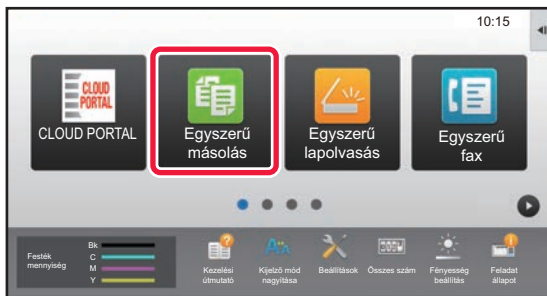 10:15
CLOUD
PORTAL
CLOUD PORTAL
Egyszerű
másolás
Egyszerű
lapolvasás
Egyszerű
fax
Festék
mennyiség
Bk
C
M
Y
Kezelési
útmutató
Kijelző mód
nagyítása
Beállítások
Összes szám
Fényesség
beállítás
Feladat
állapot